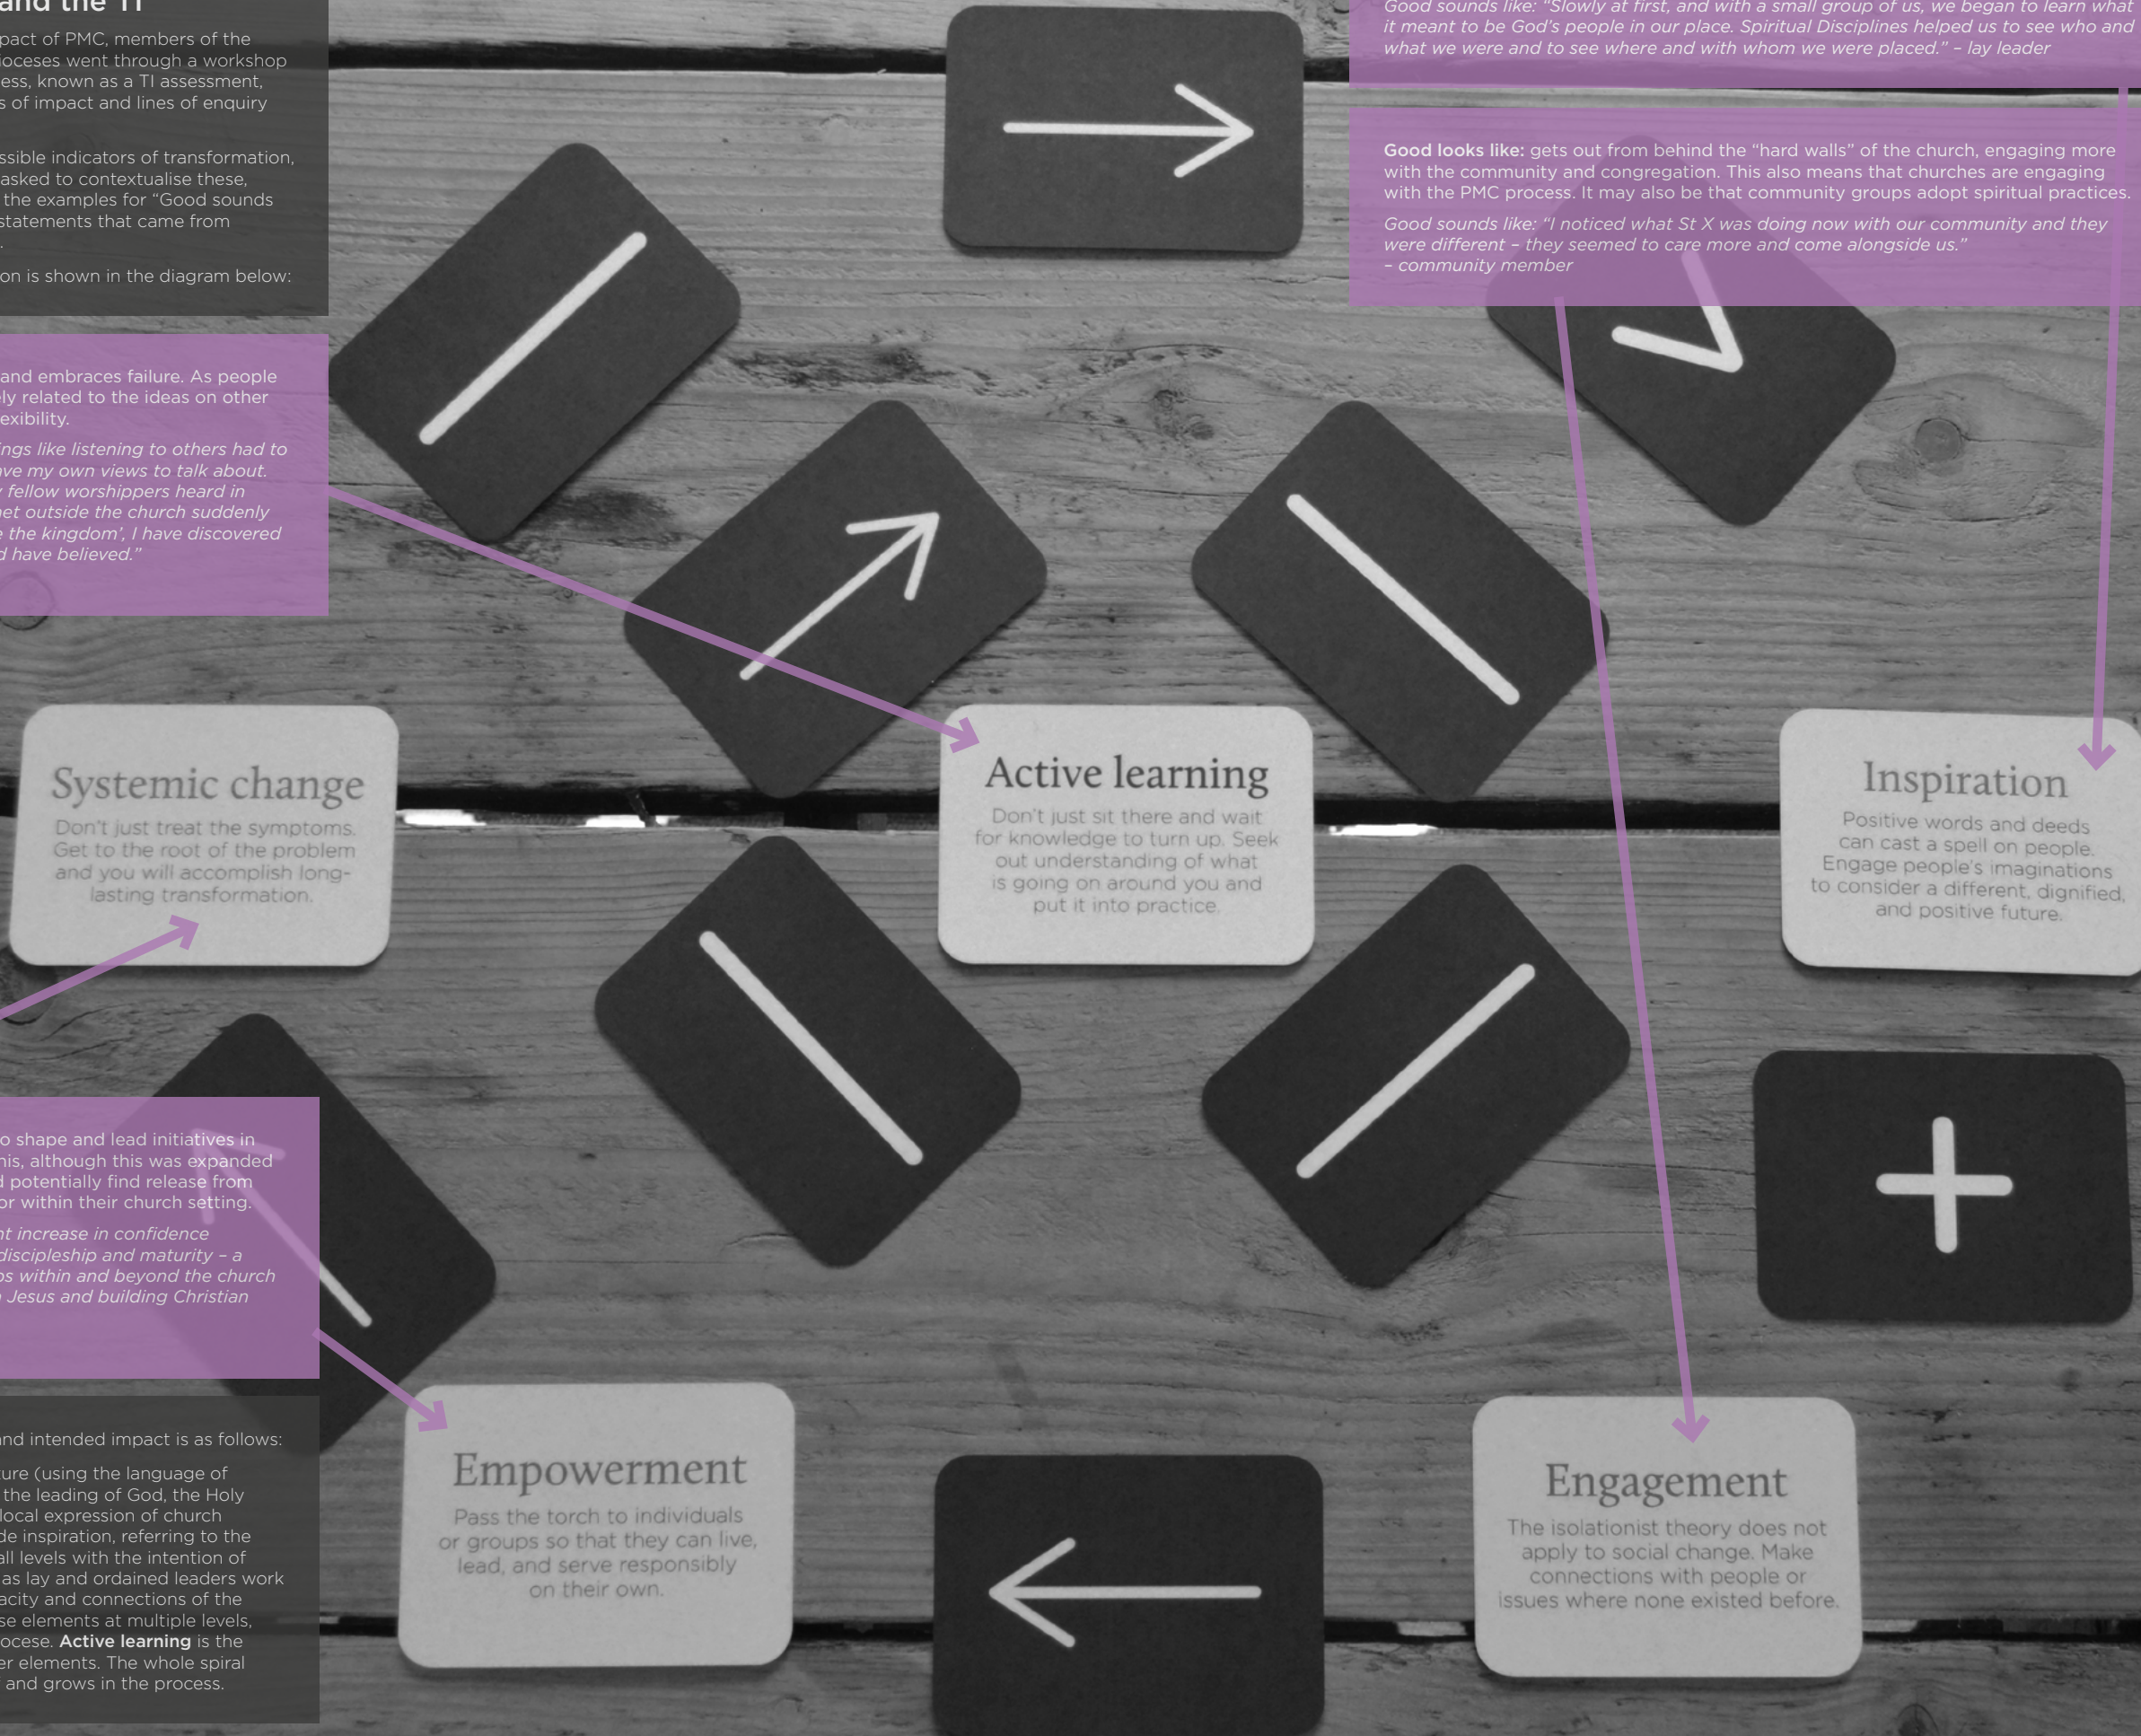 and the TI
pact of PMC, members of the
ioceses went through a workshop
ess, known as a TI assessment,
s of impact and lines of enquiry
ssible indicators of transformation,
asked to contextualise these,
the examples for “Good sounds
statements that came from
.
on is shown in the diagram below:
and embraces failure. As people
ely related to the ideas on other
exibility.
ings like listening to others had to
ave my own views to talk about.
y fellow worshippers heard in
net outside the church suddenly
e the kingdom’, I have discovered
d have believed.”
Good sounds like: “Slowly at first, and with a small group of us, we began to learn what
it meant to be God’s people in our place. Spiritual Disciplines helped us to see who and
what we were and to see where and with whom we were placed.” – lay leader
Good looks like: gets out from behind the “hard walls” of the church, engaging more
with the community and congregation. This also means that churches are engaging
with the PMC process. It may also be that community groups adopt spiritual practices.
Good sounds like: “I noticed what St X was doing now with our community and they
were different – they seemed to care more and come alongside us.”
– community member
Systemic change
Don’t just treat the symptoms.
Get to the root of the problem
and you will accomplish long-
lasting transformation.
Active learning
Don’t just sit there and wait
for knowledge to turn up. Seek
out understanding of what
is going on around you and
put it into practice.
Inspiration
Positive words and deeds
can cast a spell on people.
Engage people’s imaginations
to consider a different, dignified,
and positive future.
o shape and lead initiatives in
his, although this was expanded
d potentially find release from
or within their church setting.
nt increase in confidence
discipleship and maturity – a
ps within and beyond the church
n Jesus and building Christian
and intended impact is as follows:
ture (using the language of
the leading of God, the Holy
local expression of church
de inspiration, referring to the
all levels with the intention of
as lay and ordained leaders work
acity and connections of the
se elements at multiple levels,
ocese. Active learning is the
er elements. The whole spiral
and grows in the process.
Empowerment
Pass the torch to individuals
or groups so that they can live,
lead, and serve responsibly
on their own.
Engagement
The isolationist theory does not
apply to social change. Make
connections with people or
issues where none existed before.